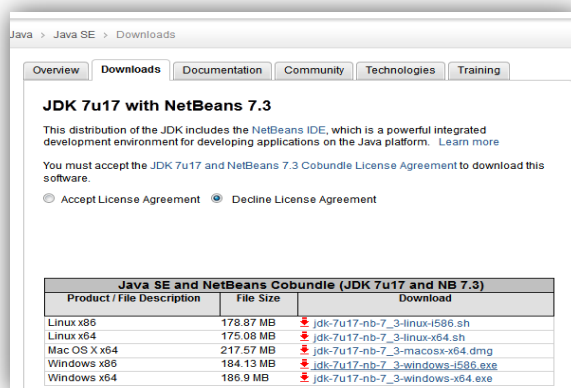 Java > Java SE > Downloads
Overview Downloads Documentation Community Technologies Training
JDK 7u17 with NetBeans 7.3
This distribution of the JDK includes the NetBeans IDE, which is a powerful integrated
development environment for developing applications on the Java platform. Learn more
You must accept the JDK 7u17 and NetBeans 7.3 Cobundle License Agreement to download this
software.
Accept License Agreement Decline License Agreement
Java SE and NetBeans Cobundle (JDK 7u17 and NB 7.3)
Product / File Description File Size Download
Linux x86 178.87 MB jdk-7u17-nb-7_3-linux-i586.sh
Linux x64 175.08 MB jdk-7u17-nb-7_3-linux-x64.sh
Mac OS X x64 217.57 MB jdk-7u17-nb-7_3-macosx-x64.dmg
Windows x86 184.13 MB jdk-7u17-nb-7_3-windows-i586.exe
Windows x64 186.9 MB jdk-7u17-nb-7_3-windows-x64.exe